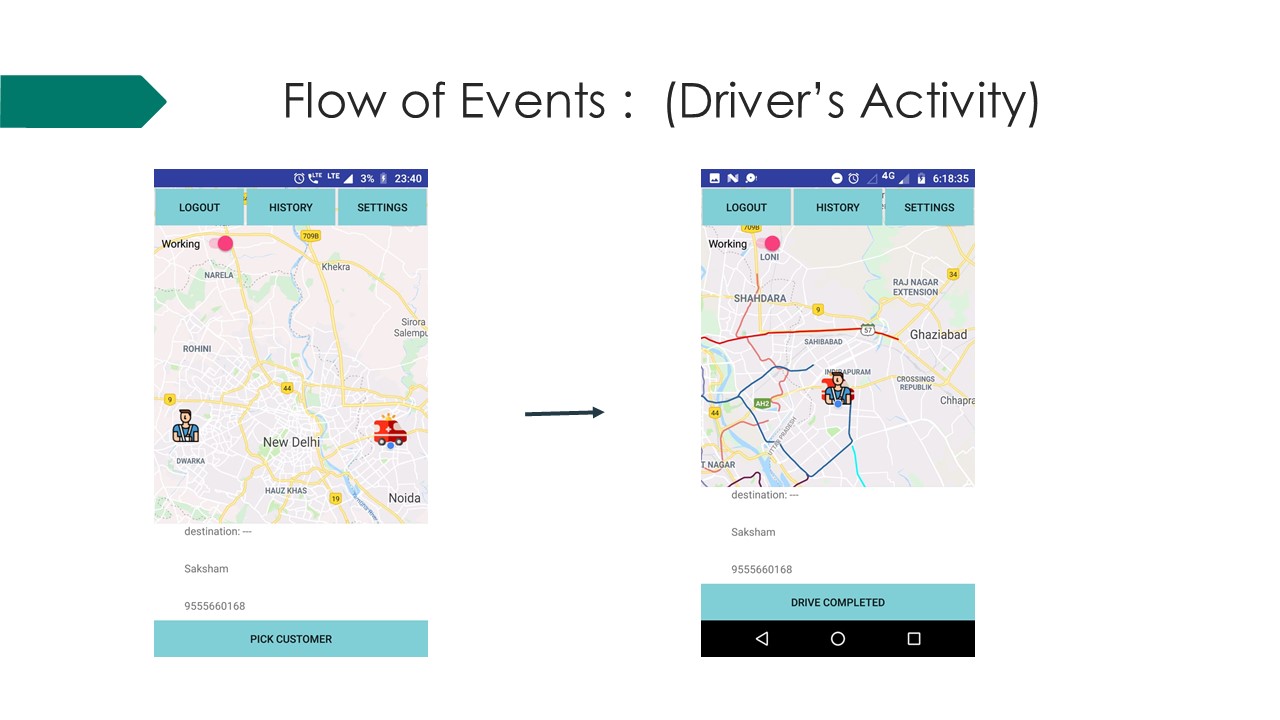 Flow of Events : (Driver's Activity)
LTE LTE 3% 23:40
LOGOUT HISTORY SETTINGS
Working
709B
Khekra
NARELA
Sirora
Salempu
ROHINI
44
9
New Delhi
DWARKA
HAUZ KHAS
19
Noida
destination: ---
Saksham
9555660168
PICK CUSTOMER
4G 6:18:35
LOGOUT HISTORY SETTINGS
709B
Working
LONI
34
RAJ NAGAR
EXTENSION
SHAHDARA
9
57
Ghaziabad
SAHIBABAD
INDIRAPURAM
CROSSINGS
REPUBLIK
Chhapra
AH2
44
UTTAR PRADESH
T NAGAR
destination: ---
Saksham
9555660168
DRIVE COMPLETED